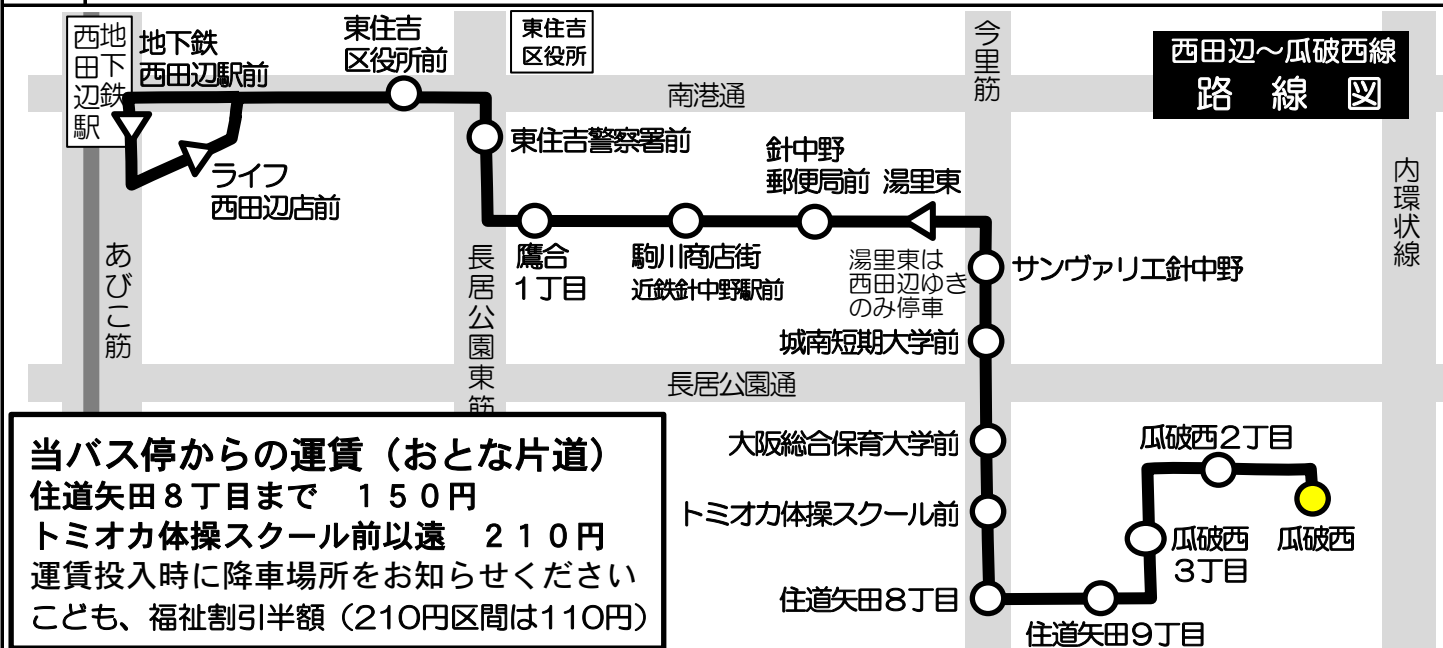 地下鉄
西田辺駅
地下鉄
西田辺駅前
東住吉
区役所前
東住吉
区役所
今里筋
西田辺～瓜破西線
路線図
南港通
東住吉警察署前
針中野
郵便局前
湯里東
内環状線
ライフ
西田辺店前
あびこ筋
長居公園東筋
鷹合
1丁目
駒川商店街
近鉄針中野駅前
湯里東は
西田辺ゆき
のみ停車
サンヴァリエ針中野
城南短期大学前
長居公園通
大阪総合保育大学前
瓜破西2丁目
トミオカ体操スクール前
瓜破西
3丁目
瓜破西
住道矢田8丁目
住道矢田9丁目
当バス停からの運賃（おとな片道）
住道矢田８丁目まで　１５０円
トミオカ体操スクール前以遠　２１０円
運賃投入時に降車場所をお知らせください
こども、福祉割引半額（210円区間は110円）